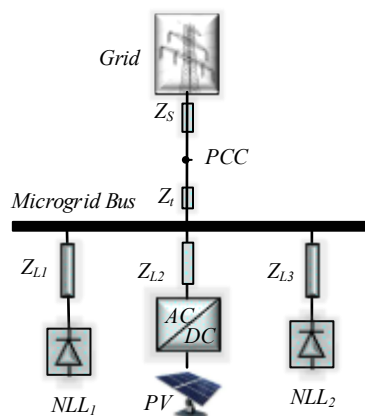 Grid
Z_S
PCC
Z_t
Microgrid Bus
Z_L1 Z_L2 Z_L3
AC
DC
NLL_1 PV NLL_2